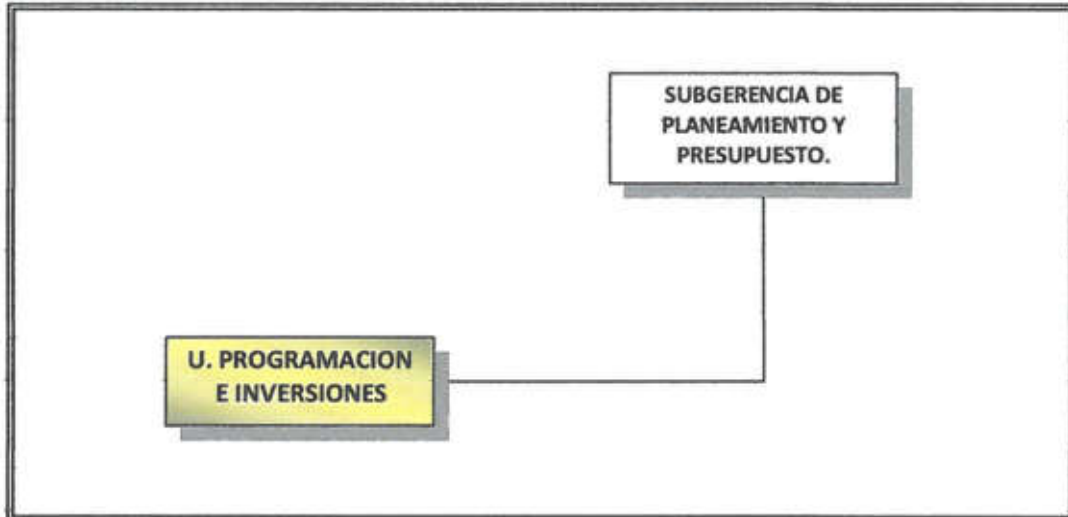 SUBGERENCIA DE
PLANEAMIENTO Y
PRESUPUESTO.
U. PROGRAMACION
E INVERSIONES